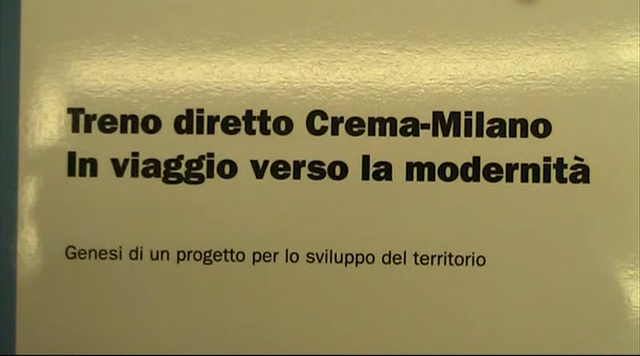 Treno diretto Crema-Milano
In viaggio verso la modernità
Genesi di un progetto per lo sviluppo del territorio